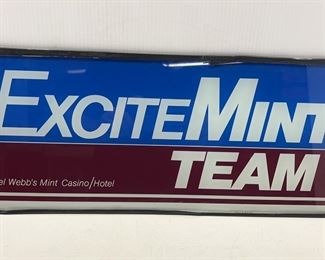 EXCITEMINT
TEAM
el Webb's Mint Casino/Hotel